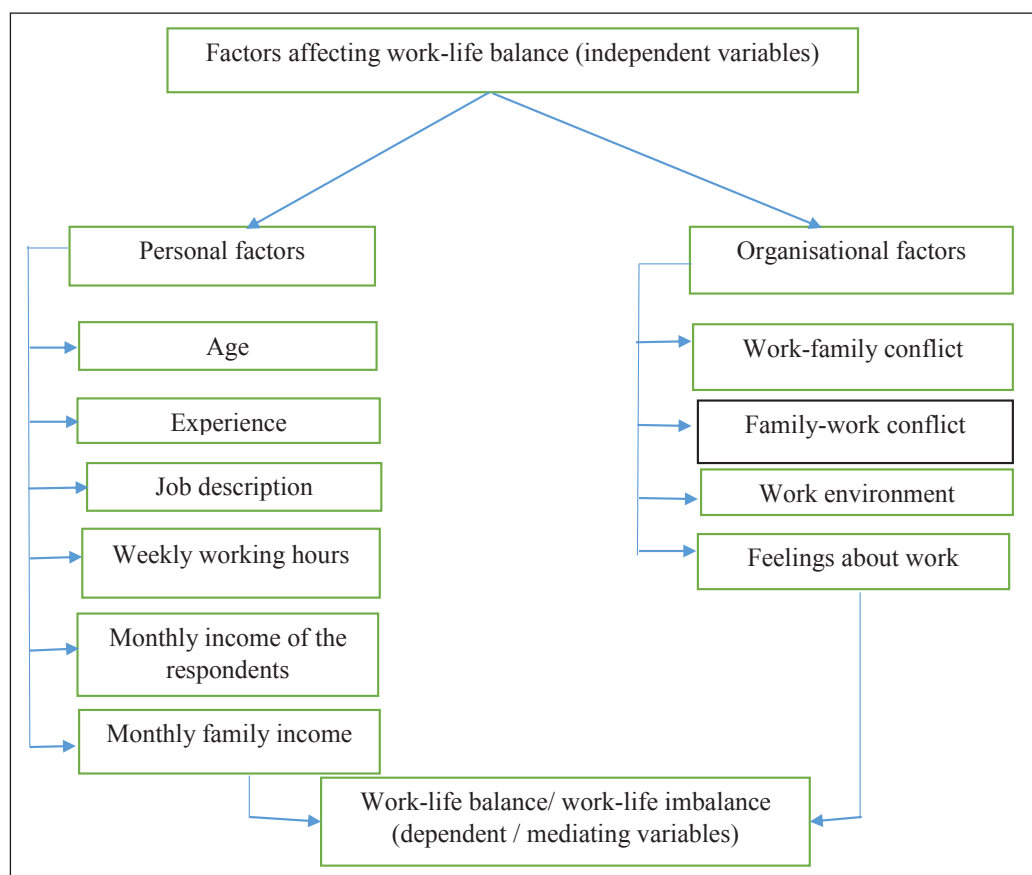 Factors affecting work-life balance (independent variables)
Personal factors
Age
Experience
Job description
Weekly working hours
Monthly income of the
respondents
Monthly family income
Organisational factors
Work-family conflict
Family-work conflict
Work environment
Feelings about work
Work-life balance/ work-life imbalance
(dependent / mediating variables)